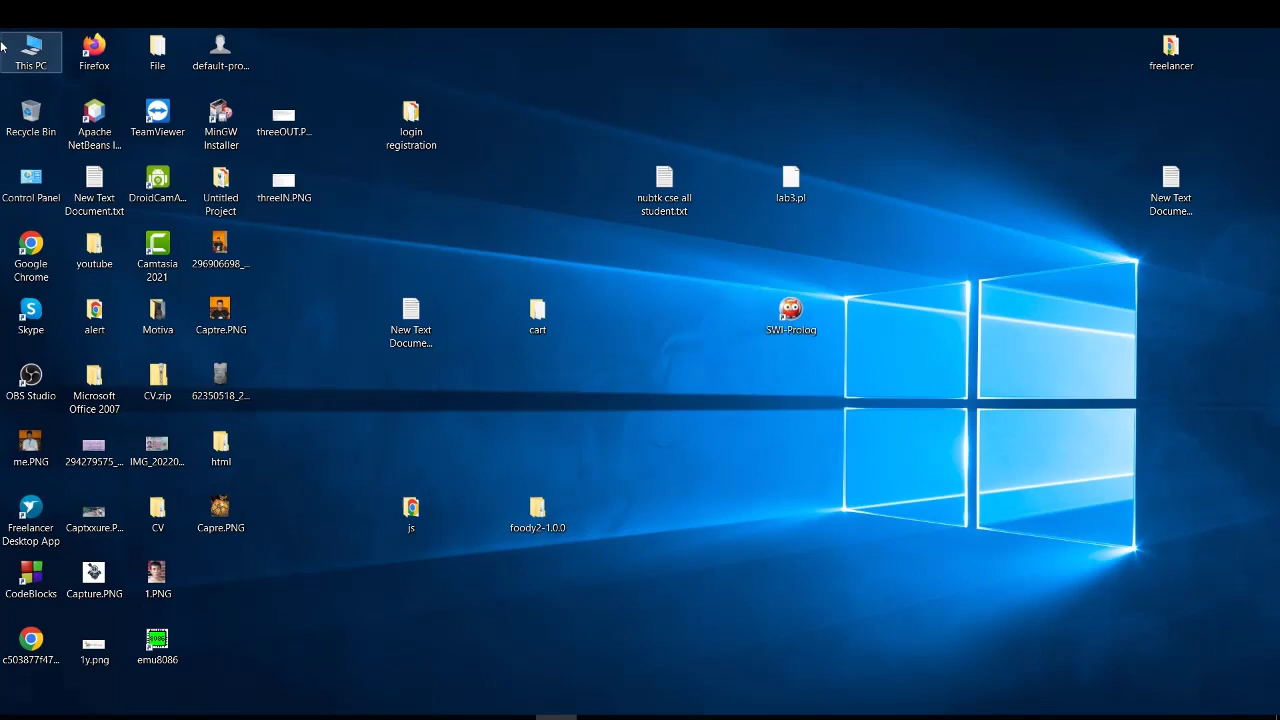 This PC
Firefox
File
default-pro...
freelancer
Recycle Bin
Apache
NetBeans I...
TeamViewer
MinGW
Installer
threeOUT.P...
login
registration
Control Panel
New Text
Document.txt
DroidCamA...
Untitled
Project
threeIN.PNG
nubtk cse all
student.txt
lab3.pl
New Text
Docume...
Google
Chrome
youtube
Camtasia
2021
296906698_...
Skype
alert
Motiva
Captre.PNG
New Text
Docume...
cart
SWI-Prolog
OBS Studio
Microsoft
Office 2007
CV.zip
62350518_2...
me.PNG
294279575_...
IMG_20220...
html
Freelancer
Desktop App
Captxxure.P...
CV
Capre.PNG
js
foody2-1.0.0
CodeBlocks
Capture.PNG
1.PNG
c503877f47...
1y.png
emu8086